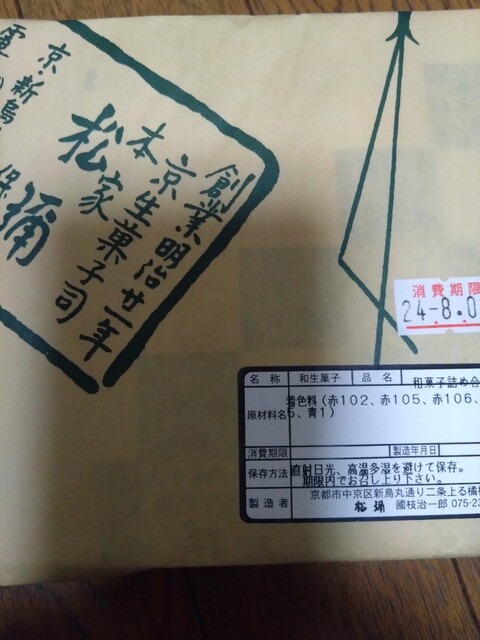 創業明治廿一年
京生菓子司
本家
松彌
京・新烏
電
消費期限
24-8.0
名称 和生菓子 品名 和菓子詰め合
原材料名 着色料(赤102、赤105、赤106、
5、青1)
消費期限 製造年月日
保存方法 直射日光、高温多湿を避けて保存。
期限内でお召し上り下さい。
製造者 京都市中京区新烏丸通り二条上る橘
松彌 國枝治一郎 075-23